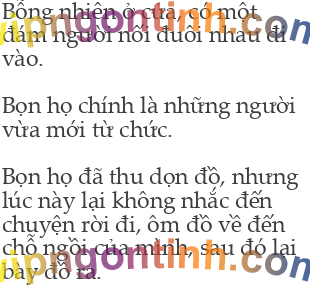 Bỗng nhiên ở cửa, có một
đám người nối đuôi nhau đi
vào.
Bọn họ chính là những người
vừa mới từ chức.
Bọn họ đã thu dọn đồ, nhưng
lúc này lại không nhắc đến
chuyện rời đi, ôm đồ về đến
chỗ ngồi của mình, sau đó lại
bày đồ ra.